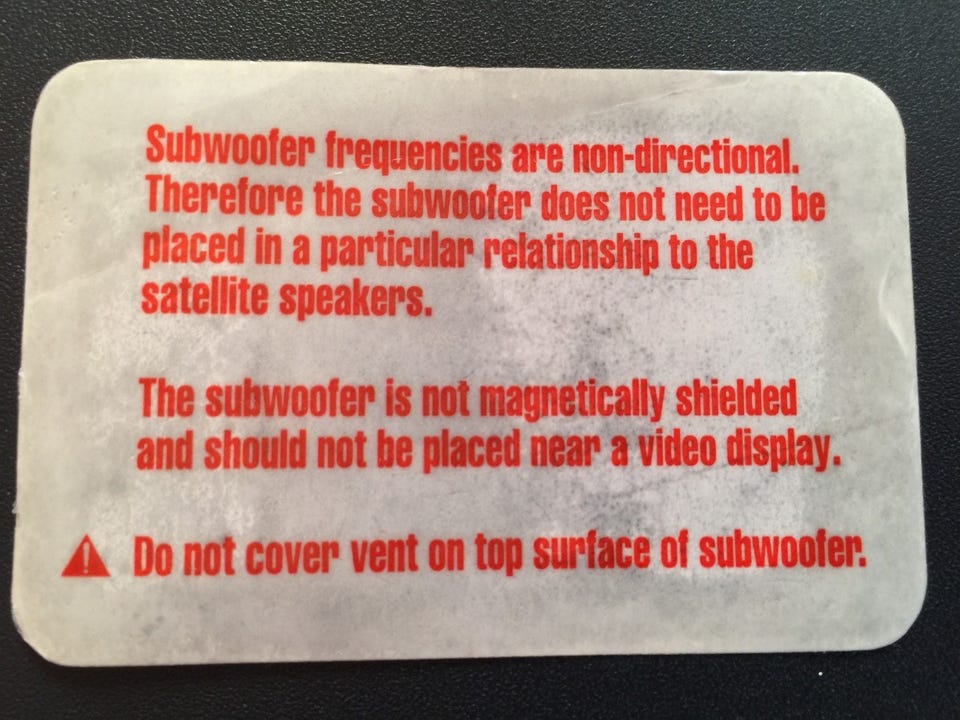 Subwoofer frequencies are non-directional.
Therefore the subwoofer does not need to be
placed in a particular relationship to the
satellite speakers.
The subwoofer is not magnetically shielded
and should not be placed near a video display.
Do not cover vent on top surface of subwoofer.